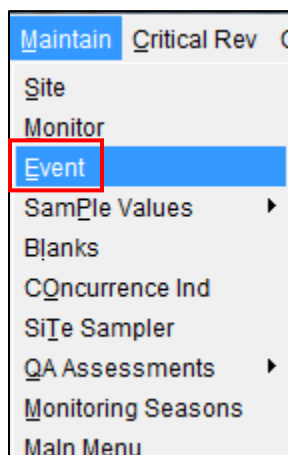 Maintain Critical Rev
Site
Monitor
Event
SamPle Values
Blanks
COncurrence Ind
SiTe Sampler
QA Assessments
Monitoring Seasons
MaIn Menu